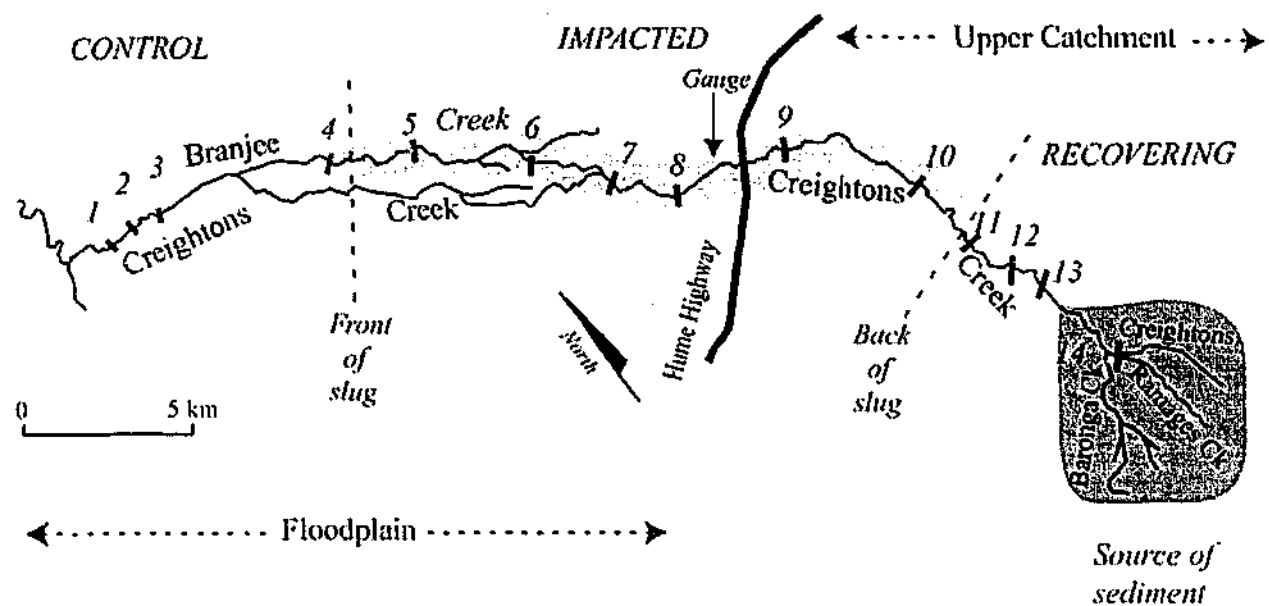 CONTROL
IMPACTED
Upper Catchment
Gauge
4
5
Creek
6
9
Branjee
7
8
10
RECOVERING
1
2
3
Creightons
Creek
Creightons
11
12
13
Creek
Front
of
slug
North
Hume Highway
Back
of
slug
0
5 km
Creightons
14
Ramages Ck
Baronga Ck
Floodplain
Source of
sediment